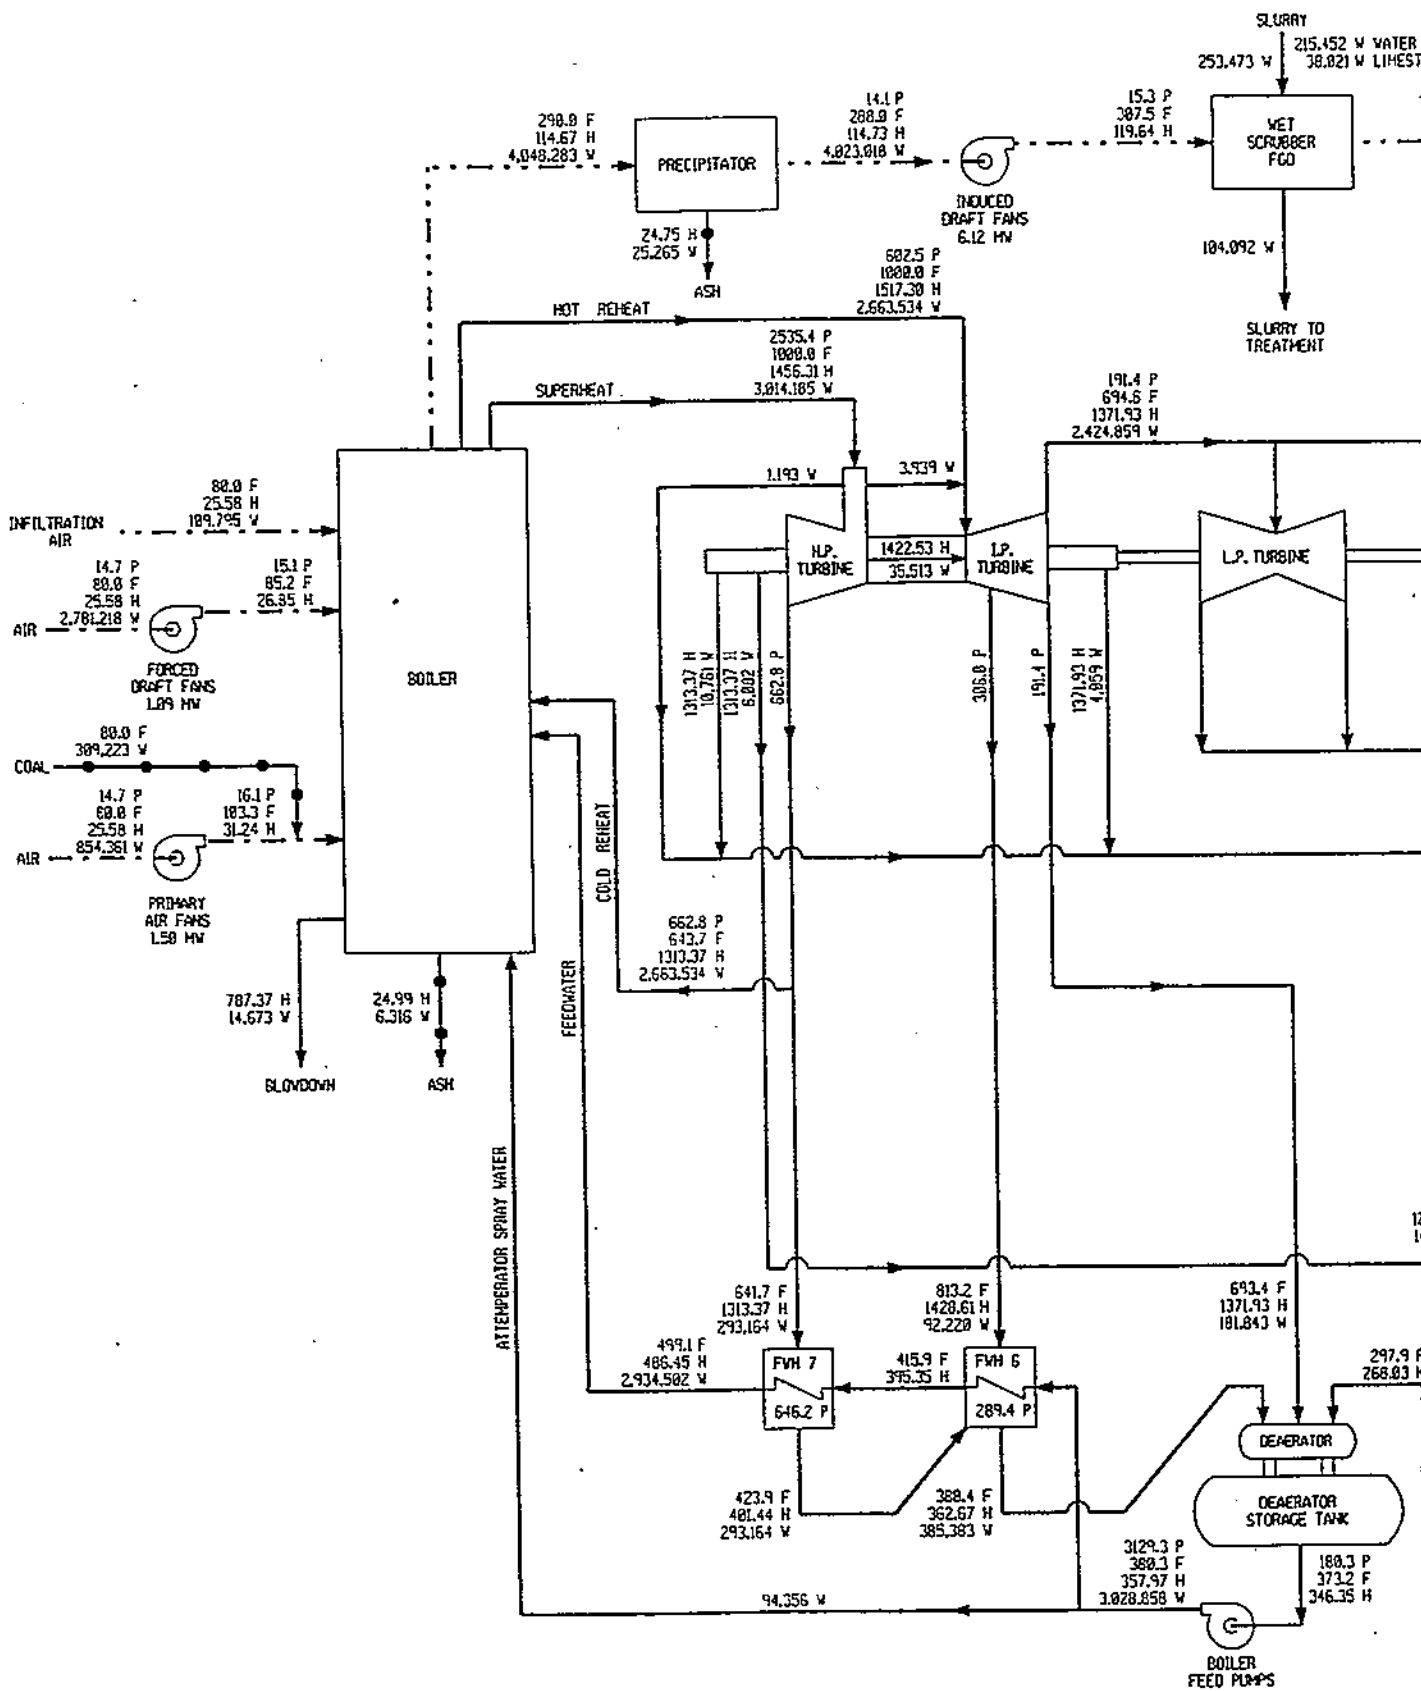 SLURRY
215,452 W WATER
253,473 W
38,021 W LIMEST
290.0 F
114.67 H
4,048,283 W
PRECIPITATOR
14.1 P
288.0 F
114.73 H
4,023,018 W
INDUCED
DRAFT FANS
6.12 MW
15.3 P
307.5 F
119.64 H
WET
SCRUBBER
FGD
24.75 H
25,265 W
ASH
104,092 W
SLURRY TO
TREATMENT
HOT REHEAT
602.5 P
1000.0 F
1517.30 H
2,663,534 W
SUPERHEAT
2535.4 P
1000.0 F
1456.31 H
3,014,185 W
191.4 P
694.6 F
1371.93 H
2,424,859 W
INFILTRATION
AIR
80.0 F
25.58 H
109,795 W
AIR
14.7 P
80.0 F
25.58 H
2,781,218 W
FORCED
DRAFT FANS
1.09 MW
15.1 P
85.2 F
26.85 H
COAL
80.0 F
309,223 W
AIR
14.7 P
80.0 F
25.58 H
854,361 W
PRIMARY
AIR FANS
1.50 MW
16.1 P
103.3 F
31.24 H
BOILER
1,193 W
3,939 W
H.P.
TURBINE
1422.53 H
35,513 W
I.P.
TURBINE
L.P. TURBINE
1313.37 H
10,761 W
1313.37 H
6,002 W
662.8 P
306.0 P
191.4 P
1371.93 H
4,059 W
COLD REHEAT
662.8 P
643.7 F
1313.37 H
2,663,534 W
FEEDWATER
787.37 H
14,673 W
BLOWDOWN
24.99 H
6,316 W
ASH
ATTEMPERATOR SPRAY WATER
641.7 F
1313.37 H
293,164 W
813.2 F
1428.61 H
92,220 W
693.4 F
1371.93 H
181,843 W
499.1 F
486.45 H
2,934,502 W
FWH 7
646.2 P
415.9 F
395.35 H
FWH 6
289.4 P
297.9 F
268.03 H
DEAERATOR
DEAERATOR
STORAGE TANK
423.9 F
401.44 H
293,164 W
388.4 F
362.67 H
385,383 W
3129.3 P
380.3 F
357.97 H
3,028,858 W
180.3 P
373.2 F
346.35 H
94,356 W
BOILER
FEED PUMPS